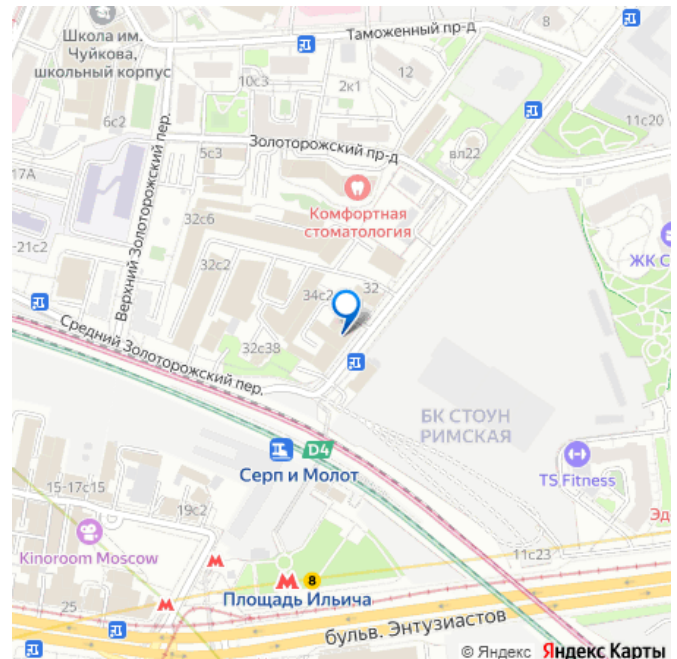 Школа им.
Чуйкова,
школьный корпус
Таможенный пр-д
10с3
2к1
12
6с2
11с20
Золоторожский пр-д
вл22
5с3
17А
Верхний Золоторожский пер.
Комфортная
стоматология
32с6
-21с2
32с2
ЖК С
34с2
32
32с38
Средний Золоторожский пер.
БК СТОУН
РИМСКАЯ
D4
Серп и Молот
TS Fitness
15-17с15
19с2
Эд
Kinoroom Moscow
11с23
8
Площадь Ильича
25
бульв. Энтузиастов
© Яндекс Яндекс Карты